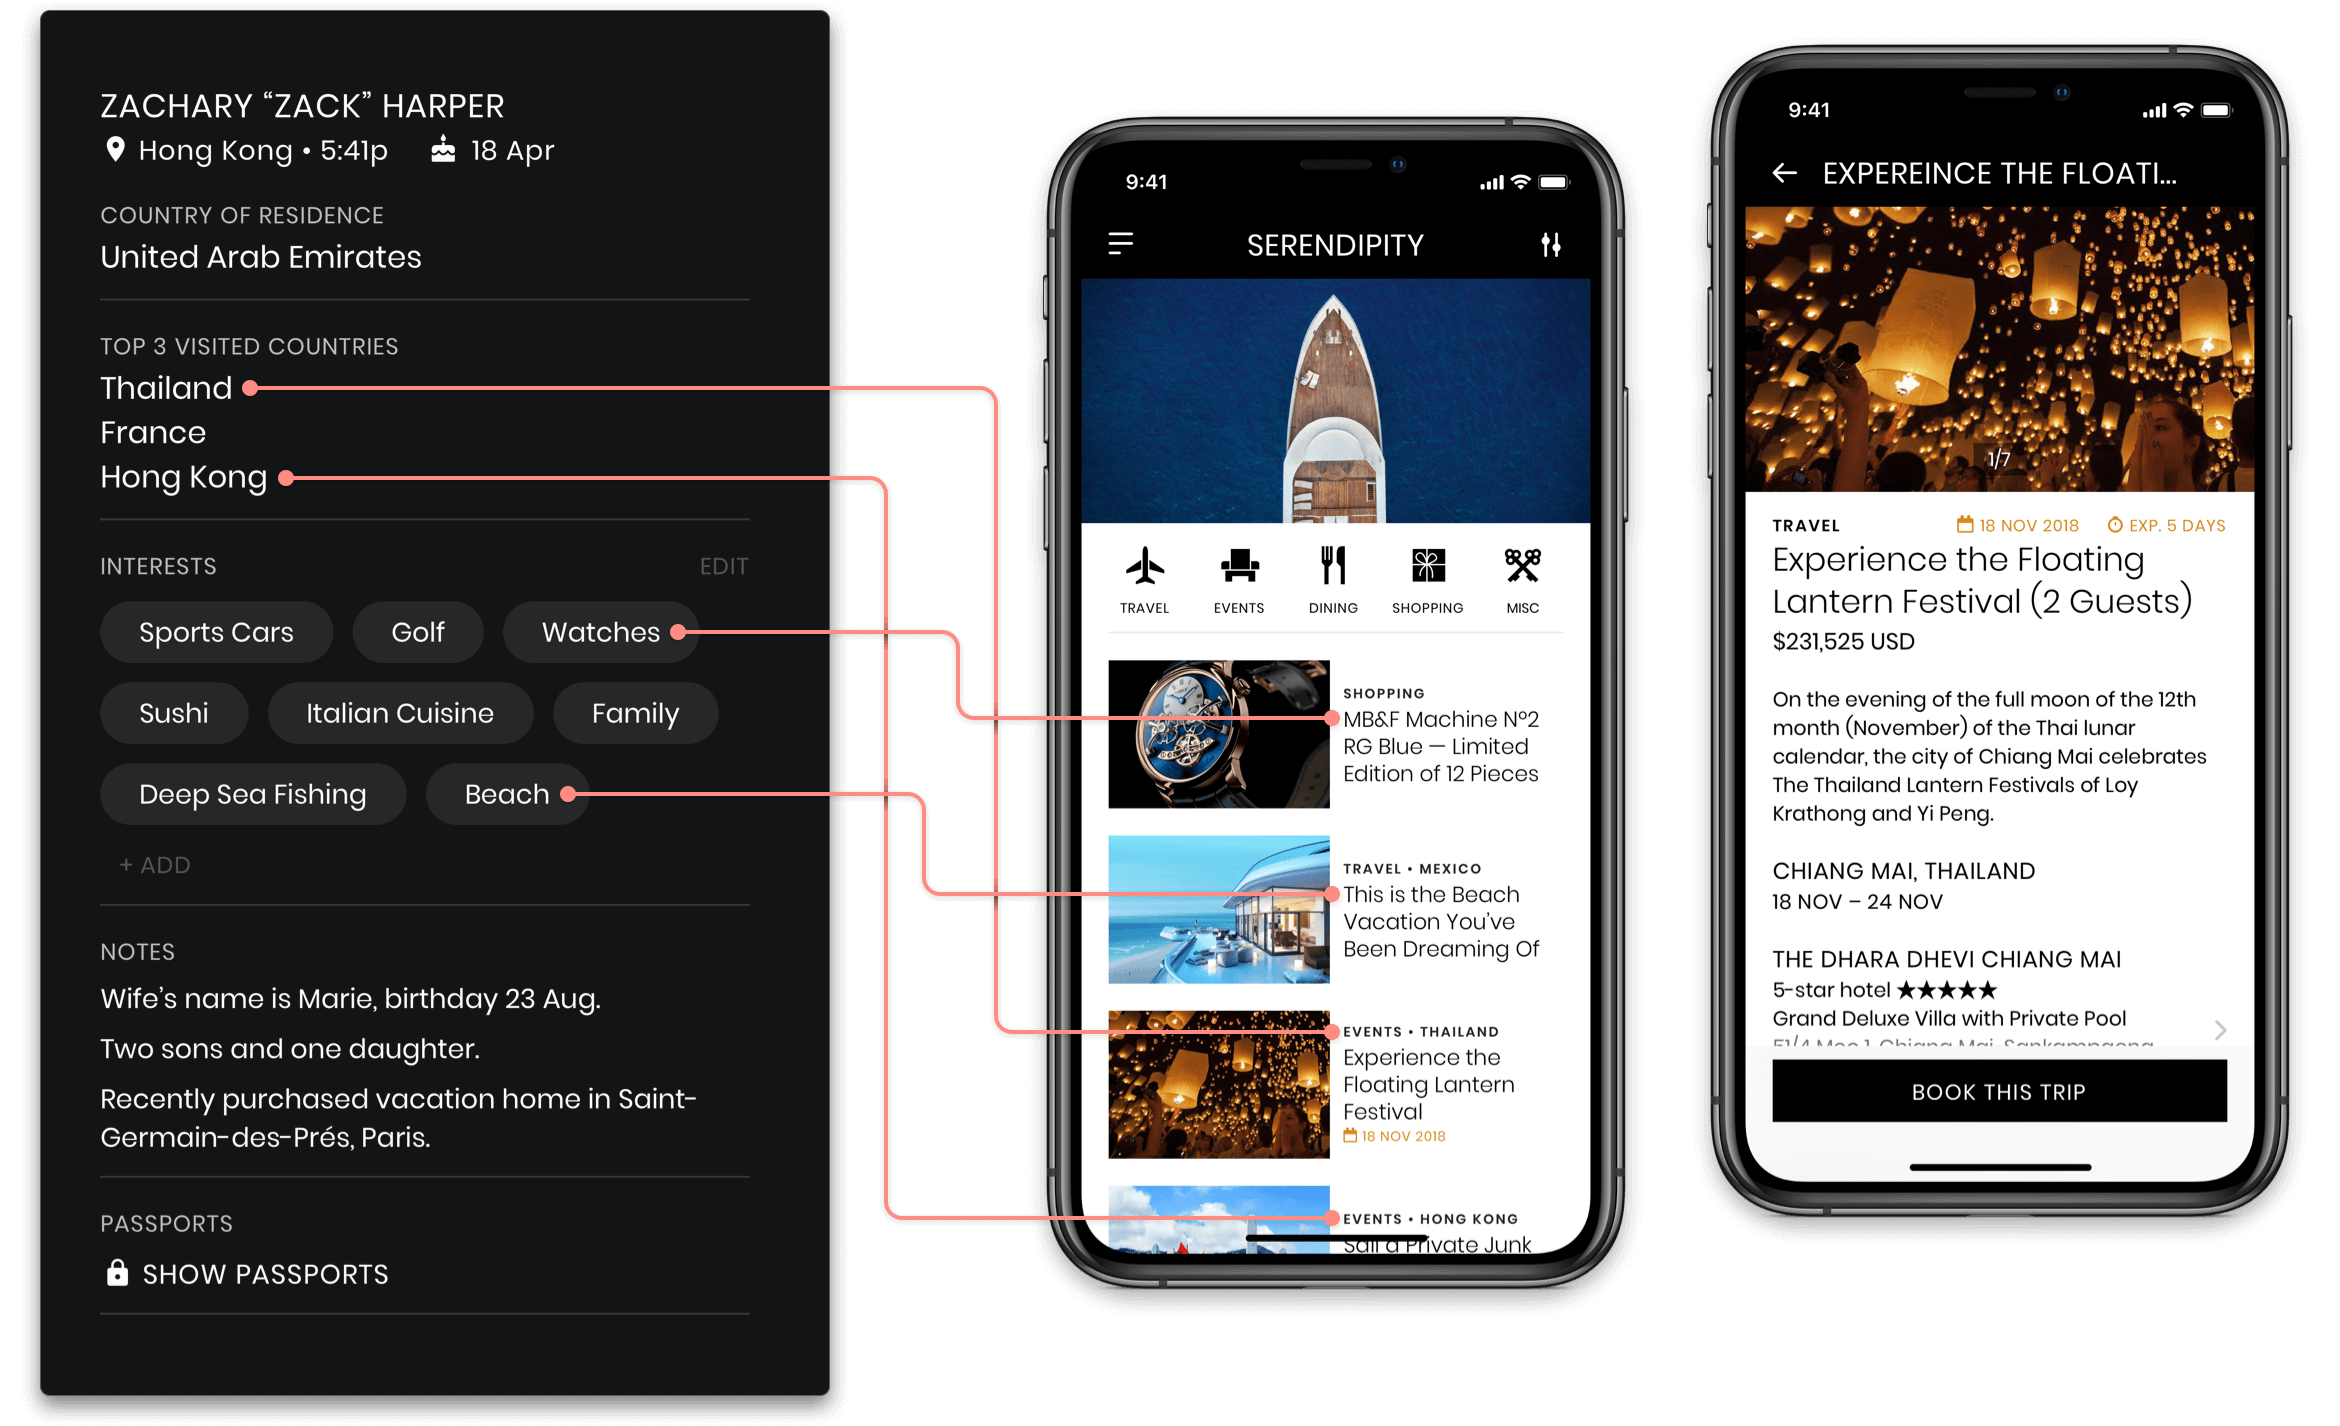 ZACHARY “ZACK” HARPER
Hong Kong • 5:41p 18 Apr
COUNTRY OF RESIDENCE
United Arab Emirates
TOP 3 VISITED COUNTRIES
Thailand
France
Hong Kong
INTERESTS EDIT
Sports Cars Golf Watches
Sushi Italian Cuisine Family
Deep Sea Fishing Beach
+ ADD
NOTES
Wife’s name is Marie, birthday 23 Aug.
Two sons and one daughter.
Recently purchased vacation home in Saint-
Germain-des-Prés, Paris.
PASSPORTS
SHOW PASSPORTS
9:41
SERENDIPITY
TRAVEL EVENTS DINING SHOPPING MISC
SHOPPING
MB&F Machine Nº2
RG Blue — Limited
Edition of 12 Pieces
TRAVEL • MEXICO
This is the Beach
Vacation You’ve
Been Dreaming Of
EVENTS • THAILAND
Experience the
Floating Lantern
Festival
18 NOV 2018
EVENTS • HONG KONG
Sail a Private Junk
9:41
EXPEREINCE THE FLOATI...
1/7
TRAVEL 18 NOV 2018 EXP. 5 DAYS
Experience the Floating
Lantern Festival (2 Guests)
$231,525 USD
On the evening of the full moon of the 12th
month (November) of the Thai lunar
calendar, the city of Chiang Mai celebrates
The Thailand Lantern Festivals of Loy
Krathong and Yi Peng.
CHIANG MAI, THAILAND
18 NOV – 24 NOV
THE DHARA DHEVI CHIANG MAI
5-star hotel ★★★★★
Grand Deluxe Villa with Private Pool
51/4 Moo 1, Chiang Mai-Sankampaeng
BOOK THIS TRIP